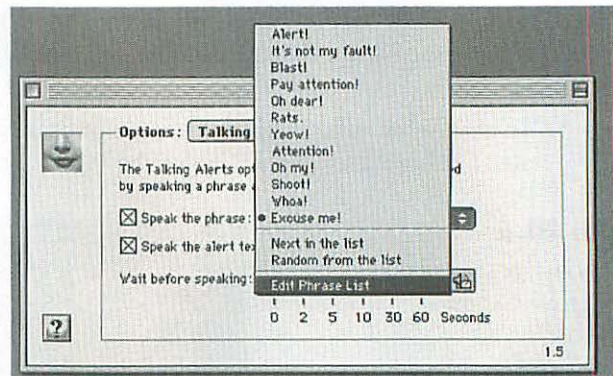 Alert!
It's not my fault!
Blast!
Pay attention!
Oh dear!
Rats.
Yeow!
Attention!
Oh my!
Shoot!
Whoa!
Excuse me!
Next in the list
Random from the list
Edit Phrase List
Options: Talking
The Talking Alerts
by speaking a phrase
Speak the phrase:
Speak the alert
Wait before speaking:
0 2 5 10 30 60 Seconds
?
1.5